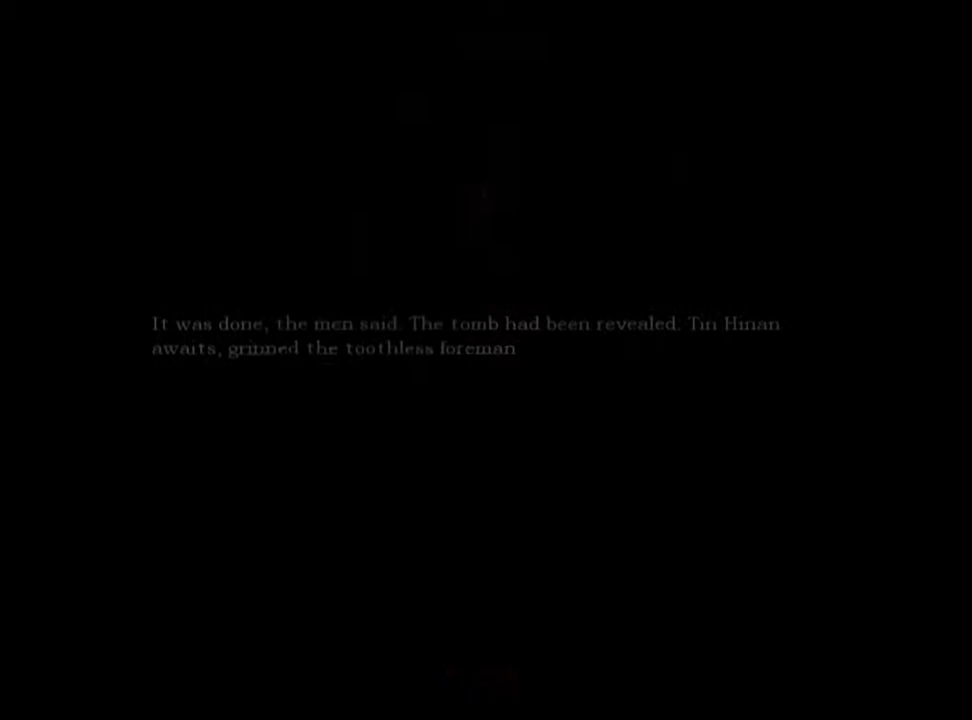 It was done, the men said. The tomb had been revealed. Tin Hinan
awaits, grinned the toothless foreman